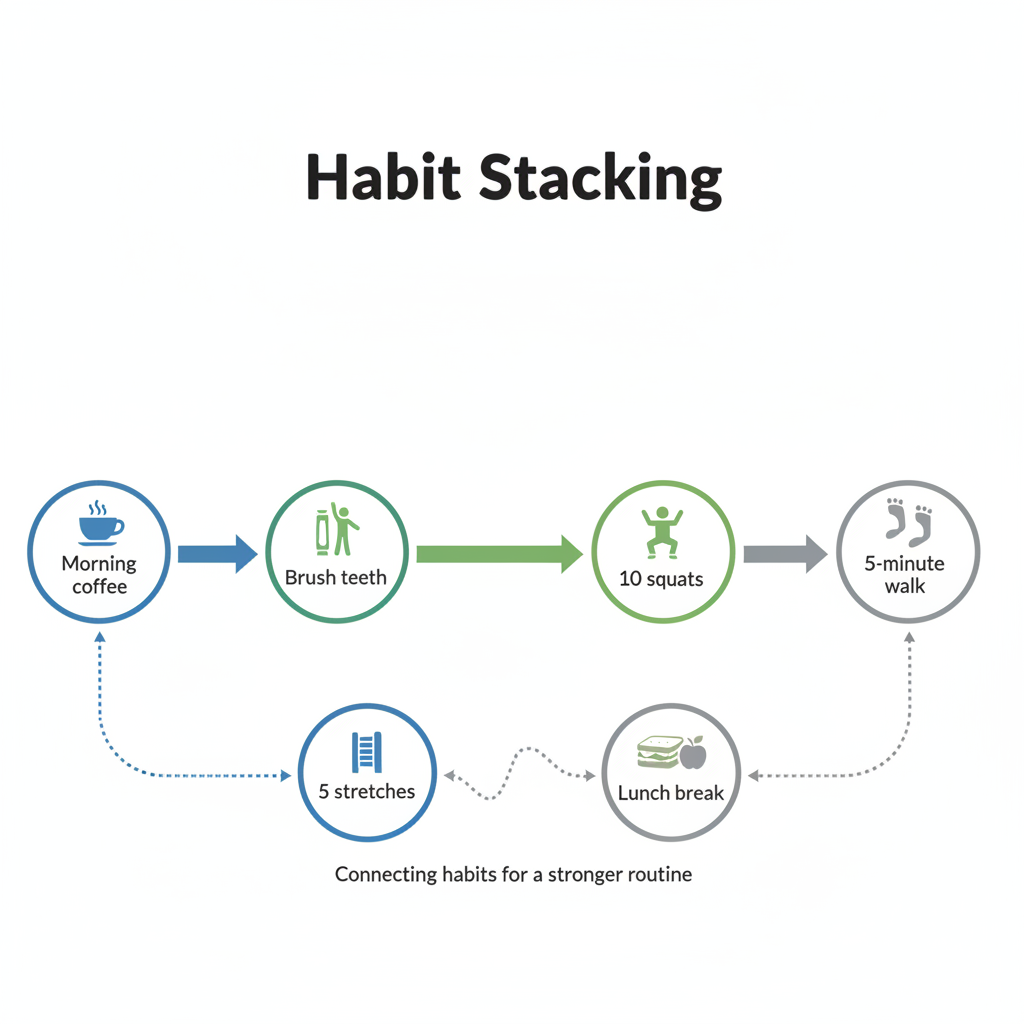 Habit Stacking
Morning
coffee
Brush teeth
10 squats
5-minute
walk
5 stretches
Lunch break
Connecting habits for a stronger routine